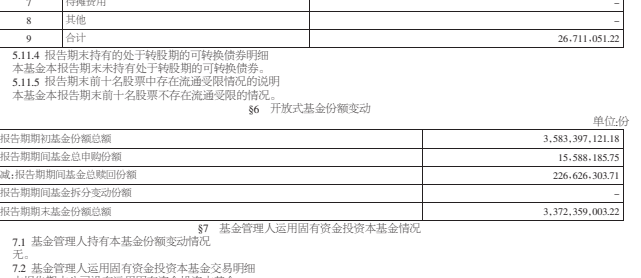 7 待摊费用 –
8 其他 –
9 合计 26,711,051.22
5.11.4 报告期末持有的处于转股期的可转换债券明细
本基金本报告期末未持有处于转股期的可转换债券。
5.11.5 报告期末前十名股票中存在流通受限情况的说明
本基金本报告期末前十名股票不存在流通受限的情况。
§6 开放式基金份额变动
单位:份
报告期期初基金份额总额 3,583,397,121.18
报告期期间基金总申购份额 15,588,185.75
减:报告期期间基金总赎回份额 226,626,303.71
报告期期间基金拆分变动份额 –
报告期期末基金份额总额 3,372,359,003.22
§7 基金管理人运用固有资金投资本基金情况
7.1 基金管理人持有本基金份额变动情况
无。
7.2 基金管理人运用固有资金投资本基金交易明细